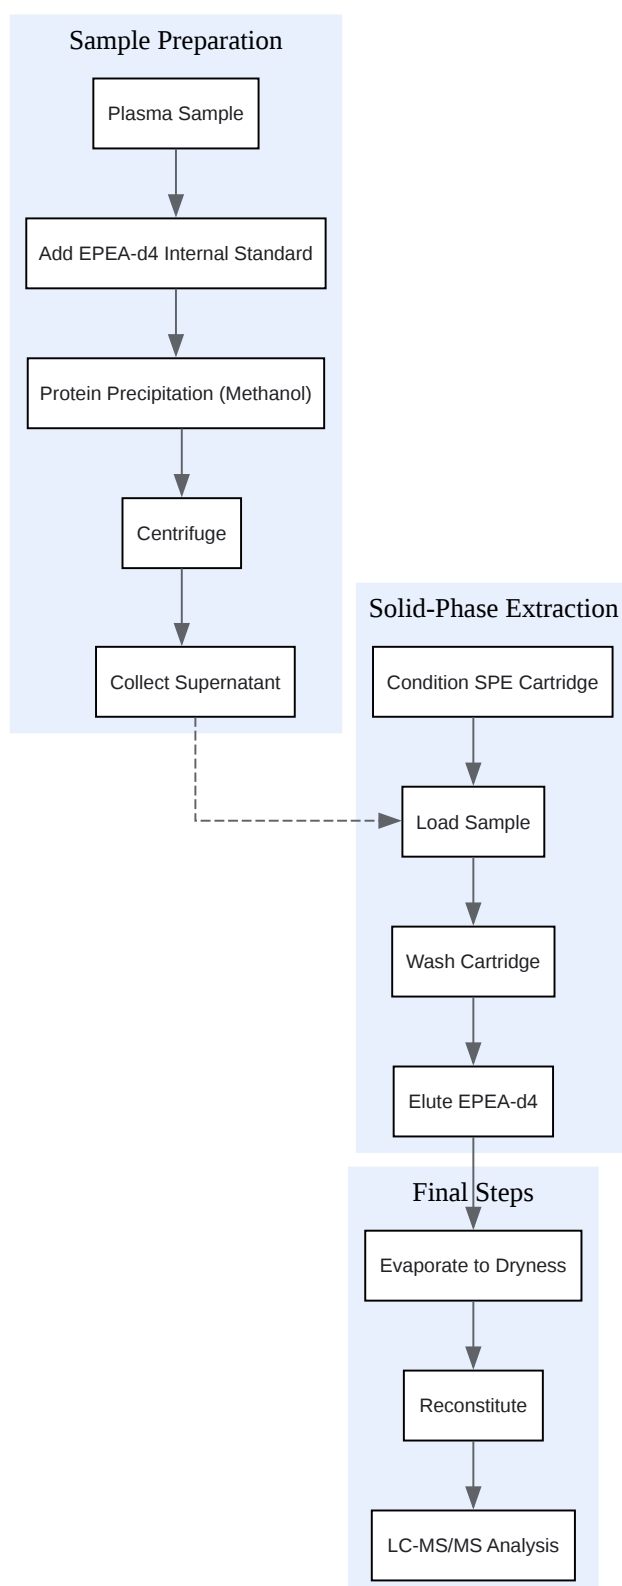 Sample Preparation
Plasma Sample
Add EPEA-d4 Internal Standard
Protein Precipitation (Methanol)
Centrifuge
Collect Supernatant
Solid-Phase Extraction
Condition SPE Cartridge
Load Sample
Wash Cartridge
Elute EPEA-d4
Final Steps
Evaporate to Dryness
Reconstitute
LC-MS/MS Analysis